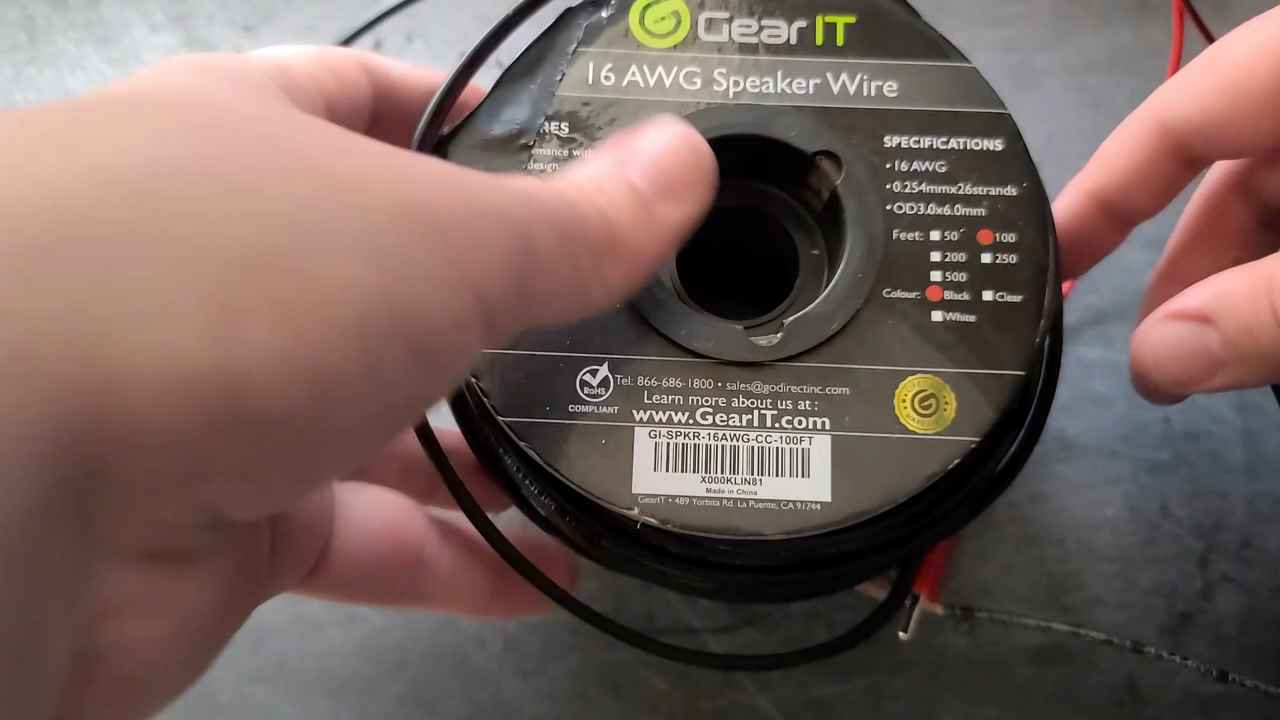 GearIT
16 AWG Speaker Wire
SPECIFICATIONS
•16 AWG
•0.254mmx26strands
•OD3.0x6.0mm
Feet: 50' 100
200 250
500
Colour: Black Clear
White
design
RoHS
COMPLIANT
Tel: 866-686-1800 • sales@godirectinc.com
Learn more about us at:
www.GearIT.com
GI-SPKR-16AWG-CC-100FT
X000KLIN81
Made in China
GearIT • 489 Yorbita Rd. La Puente, CA 91744